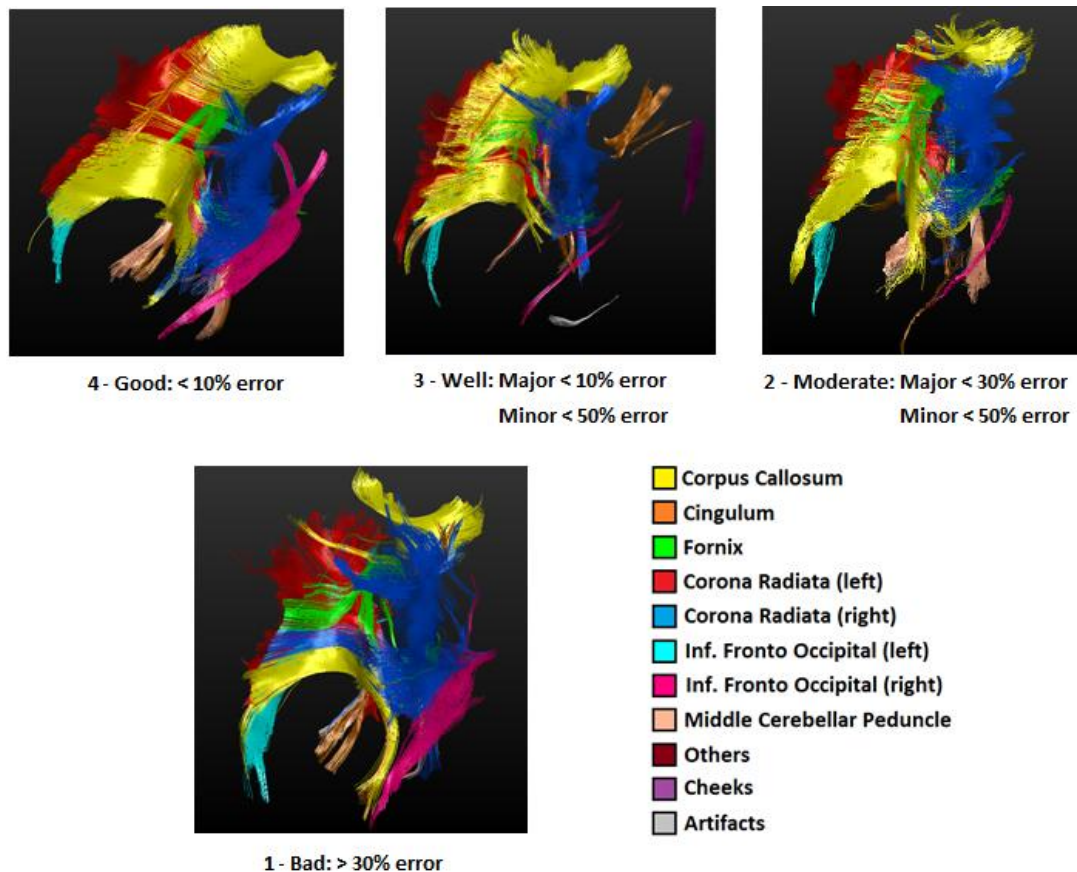 4 - Good: < 10% error
3 - Well: Major < 10% error
Minor < 50% error
2 - Moderate: Major < 30% error
Minor < 50% error
1 - Bad: > 30% error
Corpus Callosum
Cingulum
Fornix
Corona Radiata (left)
Corona Radiata (right)
Inf. Fronto Occipital (left)
Inf. Fronto Occipital (right)
Middle Cerebellar Peduncle
Others
Cheeks
Artifacts